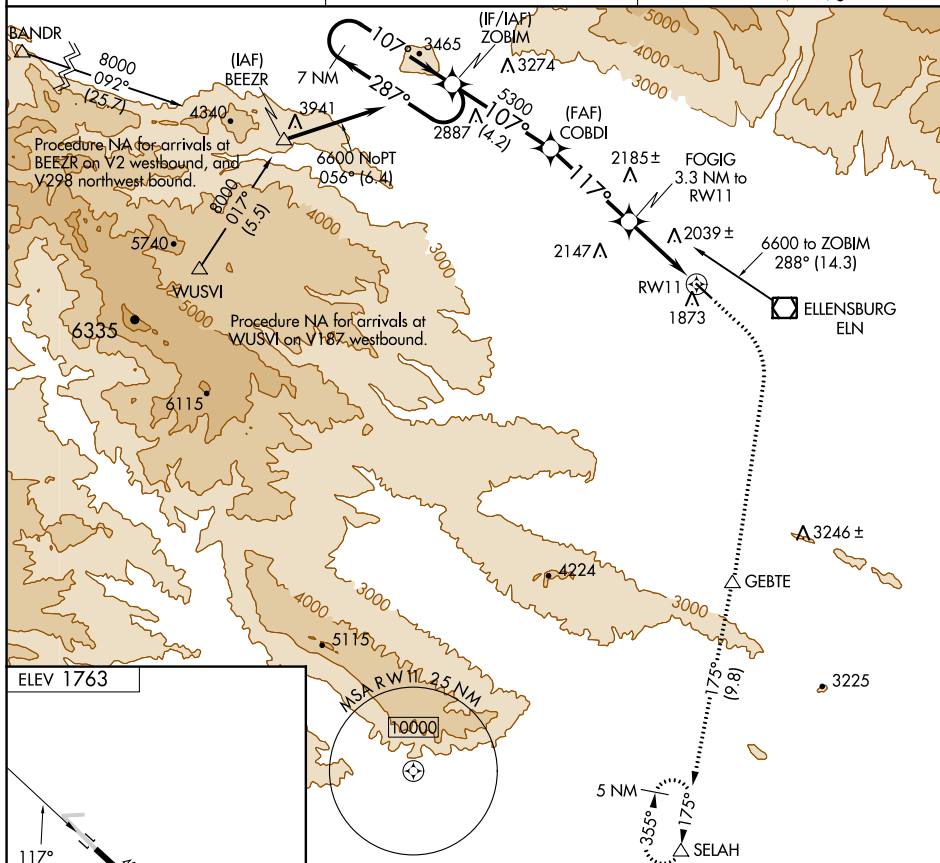 BANDR
8000
092°
(25.7)
(IAF)
BEEZR
4340
3941
7 NM
107°
3465
287°
(IF/IAF)
ZOBIM
3274
2887
5300
107°
(4.2)
(FAF)
COBDI
5000
4000
3000
Procedure NA for arrivals at
BEEZR on V2 westbound, and
V298 northwest bound.
6600 NoPT
056° (6.4)
8000
017°
(5.5)
117°
2185±
FOGIG
3.3 NM to
RW11
2147
2039±
6600 to ZOBIM
288° (14.3)
RW11
1873
ELLENSBURG
ELN
4000
3000
5740
WUSVI
5000
6335
Procedure NA for arrivals at
WUSVI on V187 westbound.
6115
3246±
4224
GEBTE
3000
4000
3000
5115
175°
(9.8)
3225
ELEV 1763
MSA RW11 25 NM
10000
5 NM
355°
175°
SELAH
117°